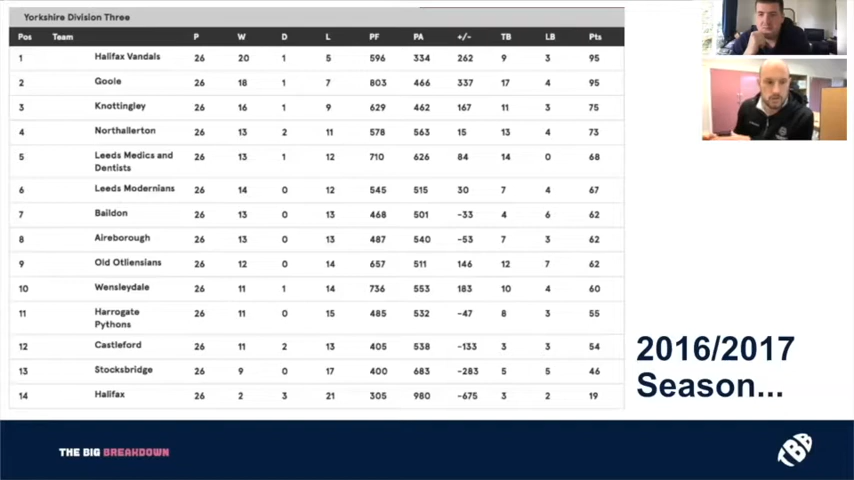 Yorkshire Division Three
Pos Team P W D L PF PA +/- TB LB Pts
1 Halifax Vandals 26 20 1 5 596 334 262 9 3 95
2 Goole 26 18 1 7 803 466 337 17 4 95
3 Knottingley 26 16 1 9 629 462 167 11 3 75
4 Northallerton 26 13 2 11 578 563 15 13 4 73
5 Leeds Medics and Dentists 26 13 1 12 710 626 84 14 0 68
6 Leeds Modernians 26 14 0 12 545 515 30 7 4 67
7 Baildon 26 13 0 13 468 501 -33 4 6 62
8 Aireborough 26 13 0 13 487 540 -53 7 3 62
9 Old Otliensians 26 12 0 14 657 511 146 12 7 62
10 Wensleydale 26 11 1 14 736 553 183 10 4 60
11 Harrogate Pythons 26 11 0 15 485 532 -47 8 3 55
12 Castleford 26 11 2 13 405 538 -133 3 3 54
13 Stocksbridge 26 9 0 17 400 683 -283 5 5 46
14 Halifax 26 2 3 21 305 980 -675 3 2 19
2016/2017
Season...
THE BIG BREAKDOWN
TBB